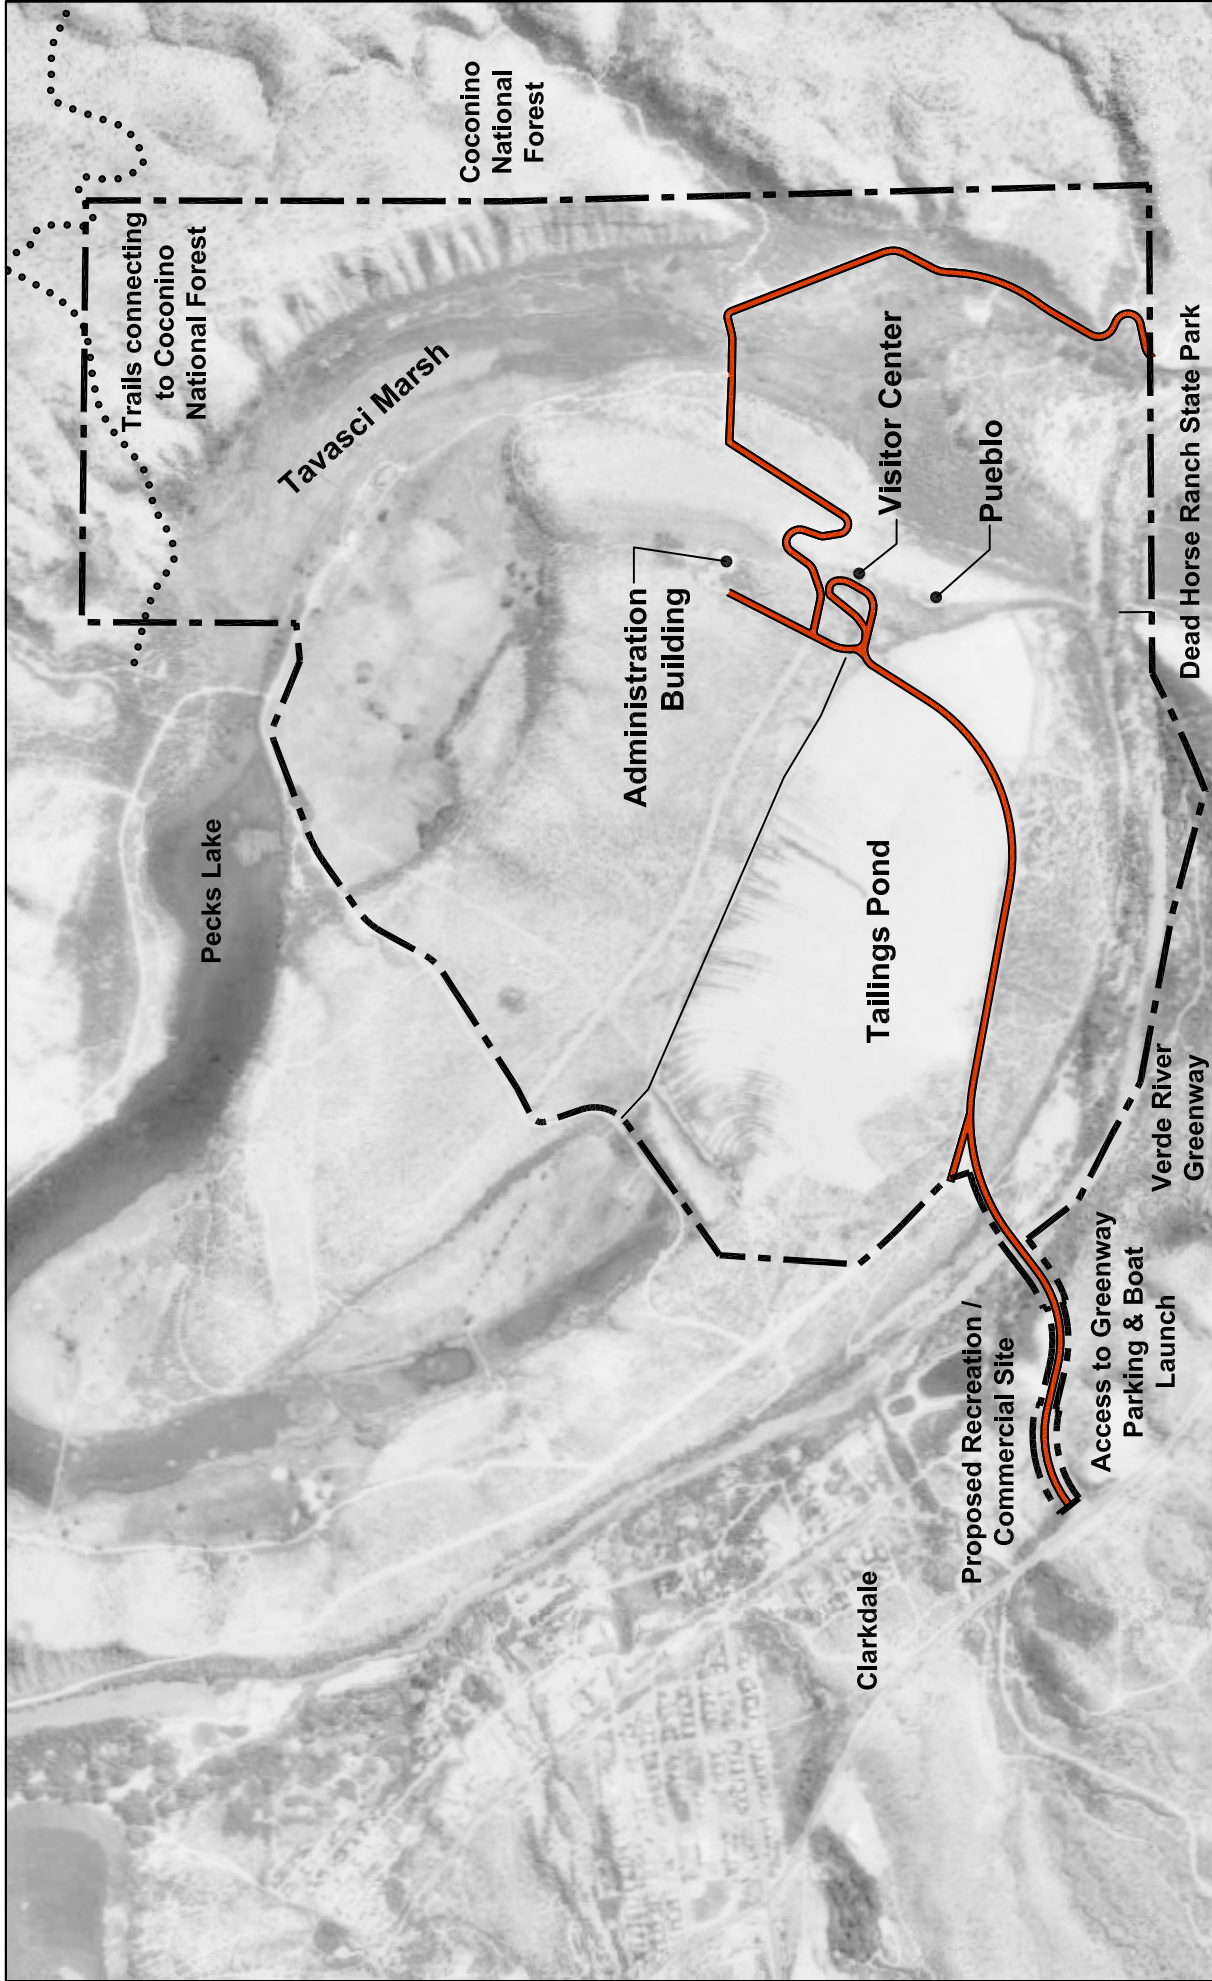 Trails connecting
to Coconino
National Forest
Coconino
National
Forest
Pecks Lake
Tavasci Marsh
Administration
Building
Visitor Center
Pueblo
Tailings Pond
Dead Horse Ranch State Park
Verde River
Greenway
Clarkdale
Proposed Recreation /
Commercial Site
Access to Greenway
Parking & Boat
Launch